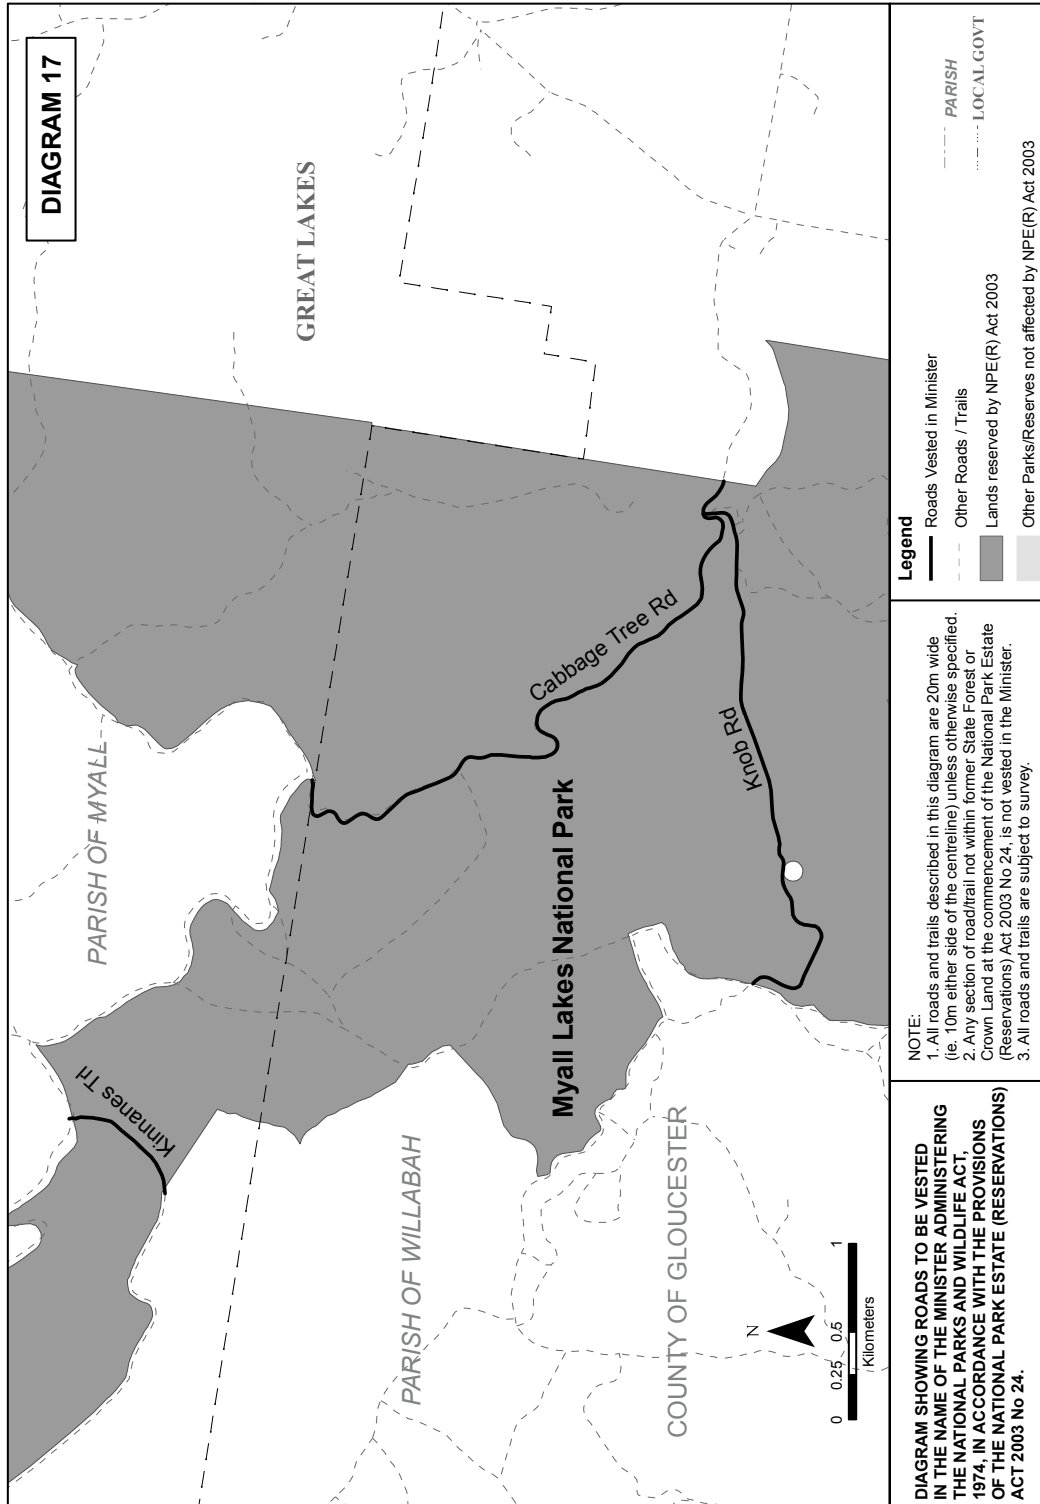 DIAGRAM 17
GREAT LAKES
PARISH OF MYALL
Kinnanes Trl
Cabbage Tree Rd
Knob Rd
Myall Lakes National Park
PARISH OF WILLABAH
COUNTY OF GLOUCESTER
N
0 0.25 0.5 1
Kilometers
DIAGRAM SHOWING ROADS TO BE VESTED
IN THE NAME OF THE MINISTER ADMINISTERING
THE NATIONAL PARKS AND WILDLIFE ACT,
1974, IN ACCORDANCE WITH THE PROVISIONS
OF THE NATIONAL PARK ESTATE (RESERVATIONS)
ACT 2003 No 24.
NOTE:
1. All roads and trails described in this diagram are 20m wide
(ie. 10m either side of the centreline) unless otherwise specified.
2. Any section of road/trail not within former State Forest or
Crown Land at the commencement of the National Park Estate
(Reservations) Act 2003 No 24, is not vested in the Minister.
3. All roads and trails are subject to survey.
Legend
Roads Vested in Minister
Other Roads / Trails
Lands reserved by NPE(R) Act 2003
Other Parks/Reserves not affected by NPE(R) Act 2003
PARISH
LOCAL GOVT